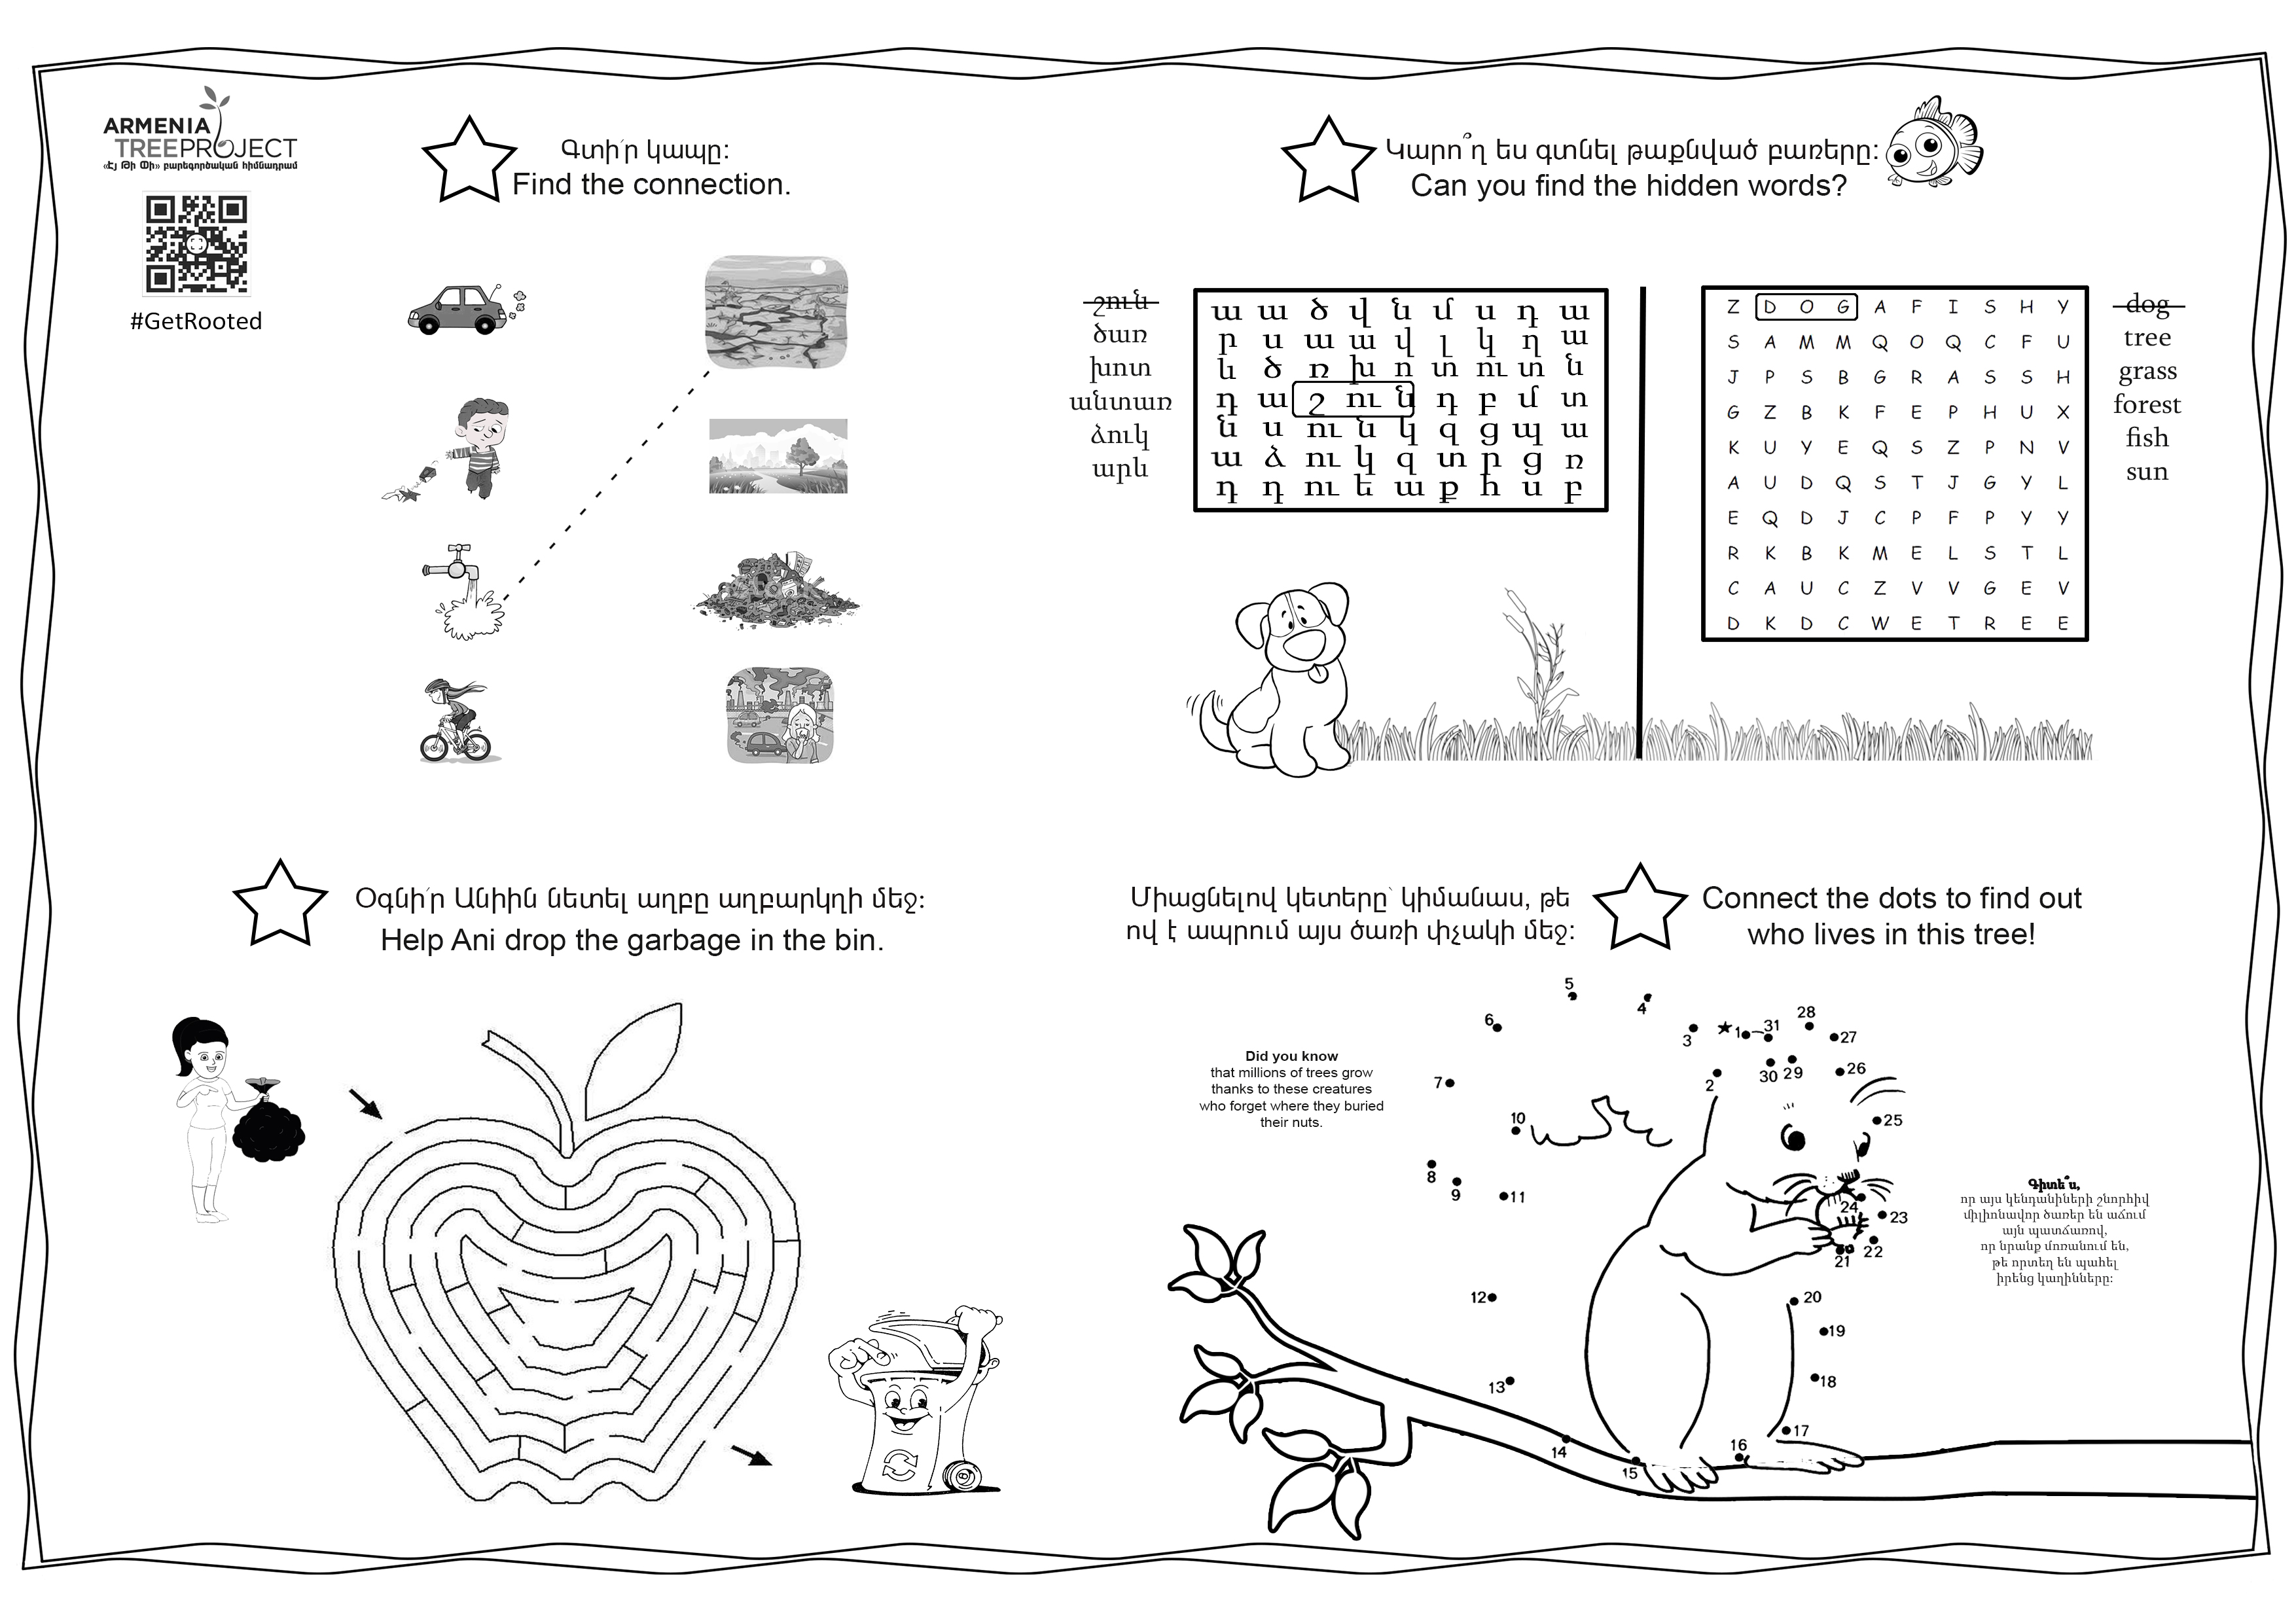 ARMENIA
TREEPROJECT
«Էյ Թի Փի» բարեգործական հիմնադրամ
#GetRooted
Գտի՛ր կապը:
Find the connection.
Կարո՞ղ ես գտնել թաքնված բառերը:
Can you find the hidden words?
շուն
ծառ
խոտ
անտառ
ձուկ
արև
ա ա ծ վ ն մ ս դ ա
ր ս ա ա վ լ կ ղ ա
և ծ ռ խ ո տ ու տ ն
դ ա շ ու ն դ բ մ տ
ն ս ու ն կ զ ց պ ա
ա ձ ու կ զ տ ր ց ռ
դ դ ու ե ա ք հ ս բ
Z D O G A F I S H Y
S A M M Q O Q C F U
J P S B G R A S S H
G Z B K F E P H U X
K U Y E Q S Z P N V
A U D Q S T J G Y L
E Q D J C P F P Y Y
R K B K M E L S T L
C A U C Z V V G E V
D K D C W E T R E E
dog
tree
grass
forest
fish
sun
Օգնի՛ր Անիին նետել աղբը աղբարկղի մեջ:
Help Ani drop the garbage in the bin.
Միացնելով կետերը՝ կիմանաս, թե
ով է ապրում այս ծառի փչակի մեջ:
Connect the dots to find out
who lives in this tree!
Did you know
that millions of trees grow
thanks to these creatures
who forget where they buried
their nuts.
Գիտե՞ս,
որ այս կենդանիների շնորհիվ
միլիոնավոր ծառեր են աճում
այն պատճառով,
որ նրանք մոռանում են,
թե որտեղ են պահել
իրենց կաղինները:
1
2
3
4
5
6
7
8
9
10
11
12
13
14
15
16
17
18
19
20
21
22
23
24
25
26
27
28
29
30
31